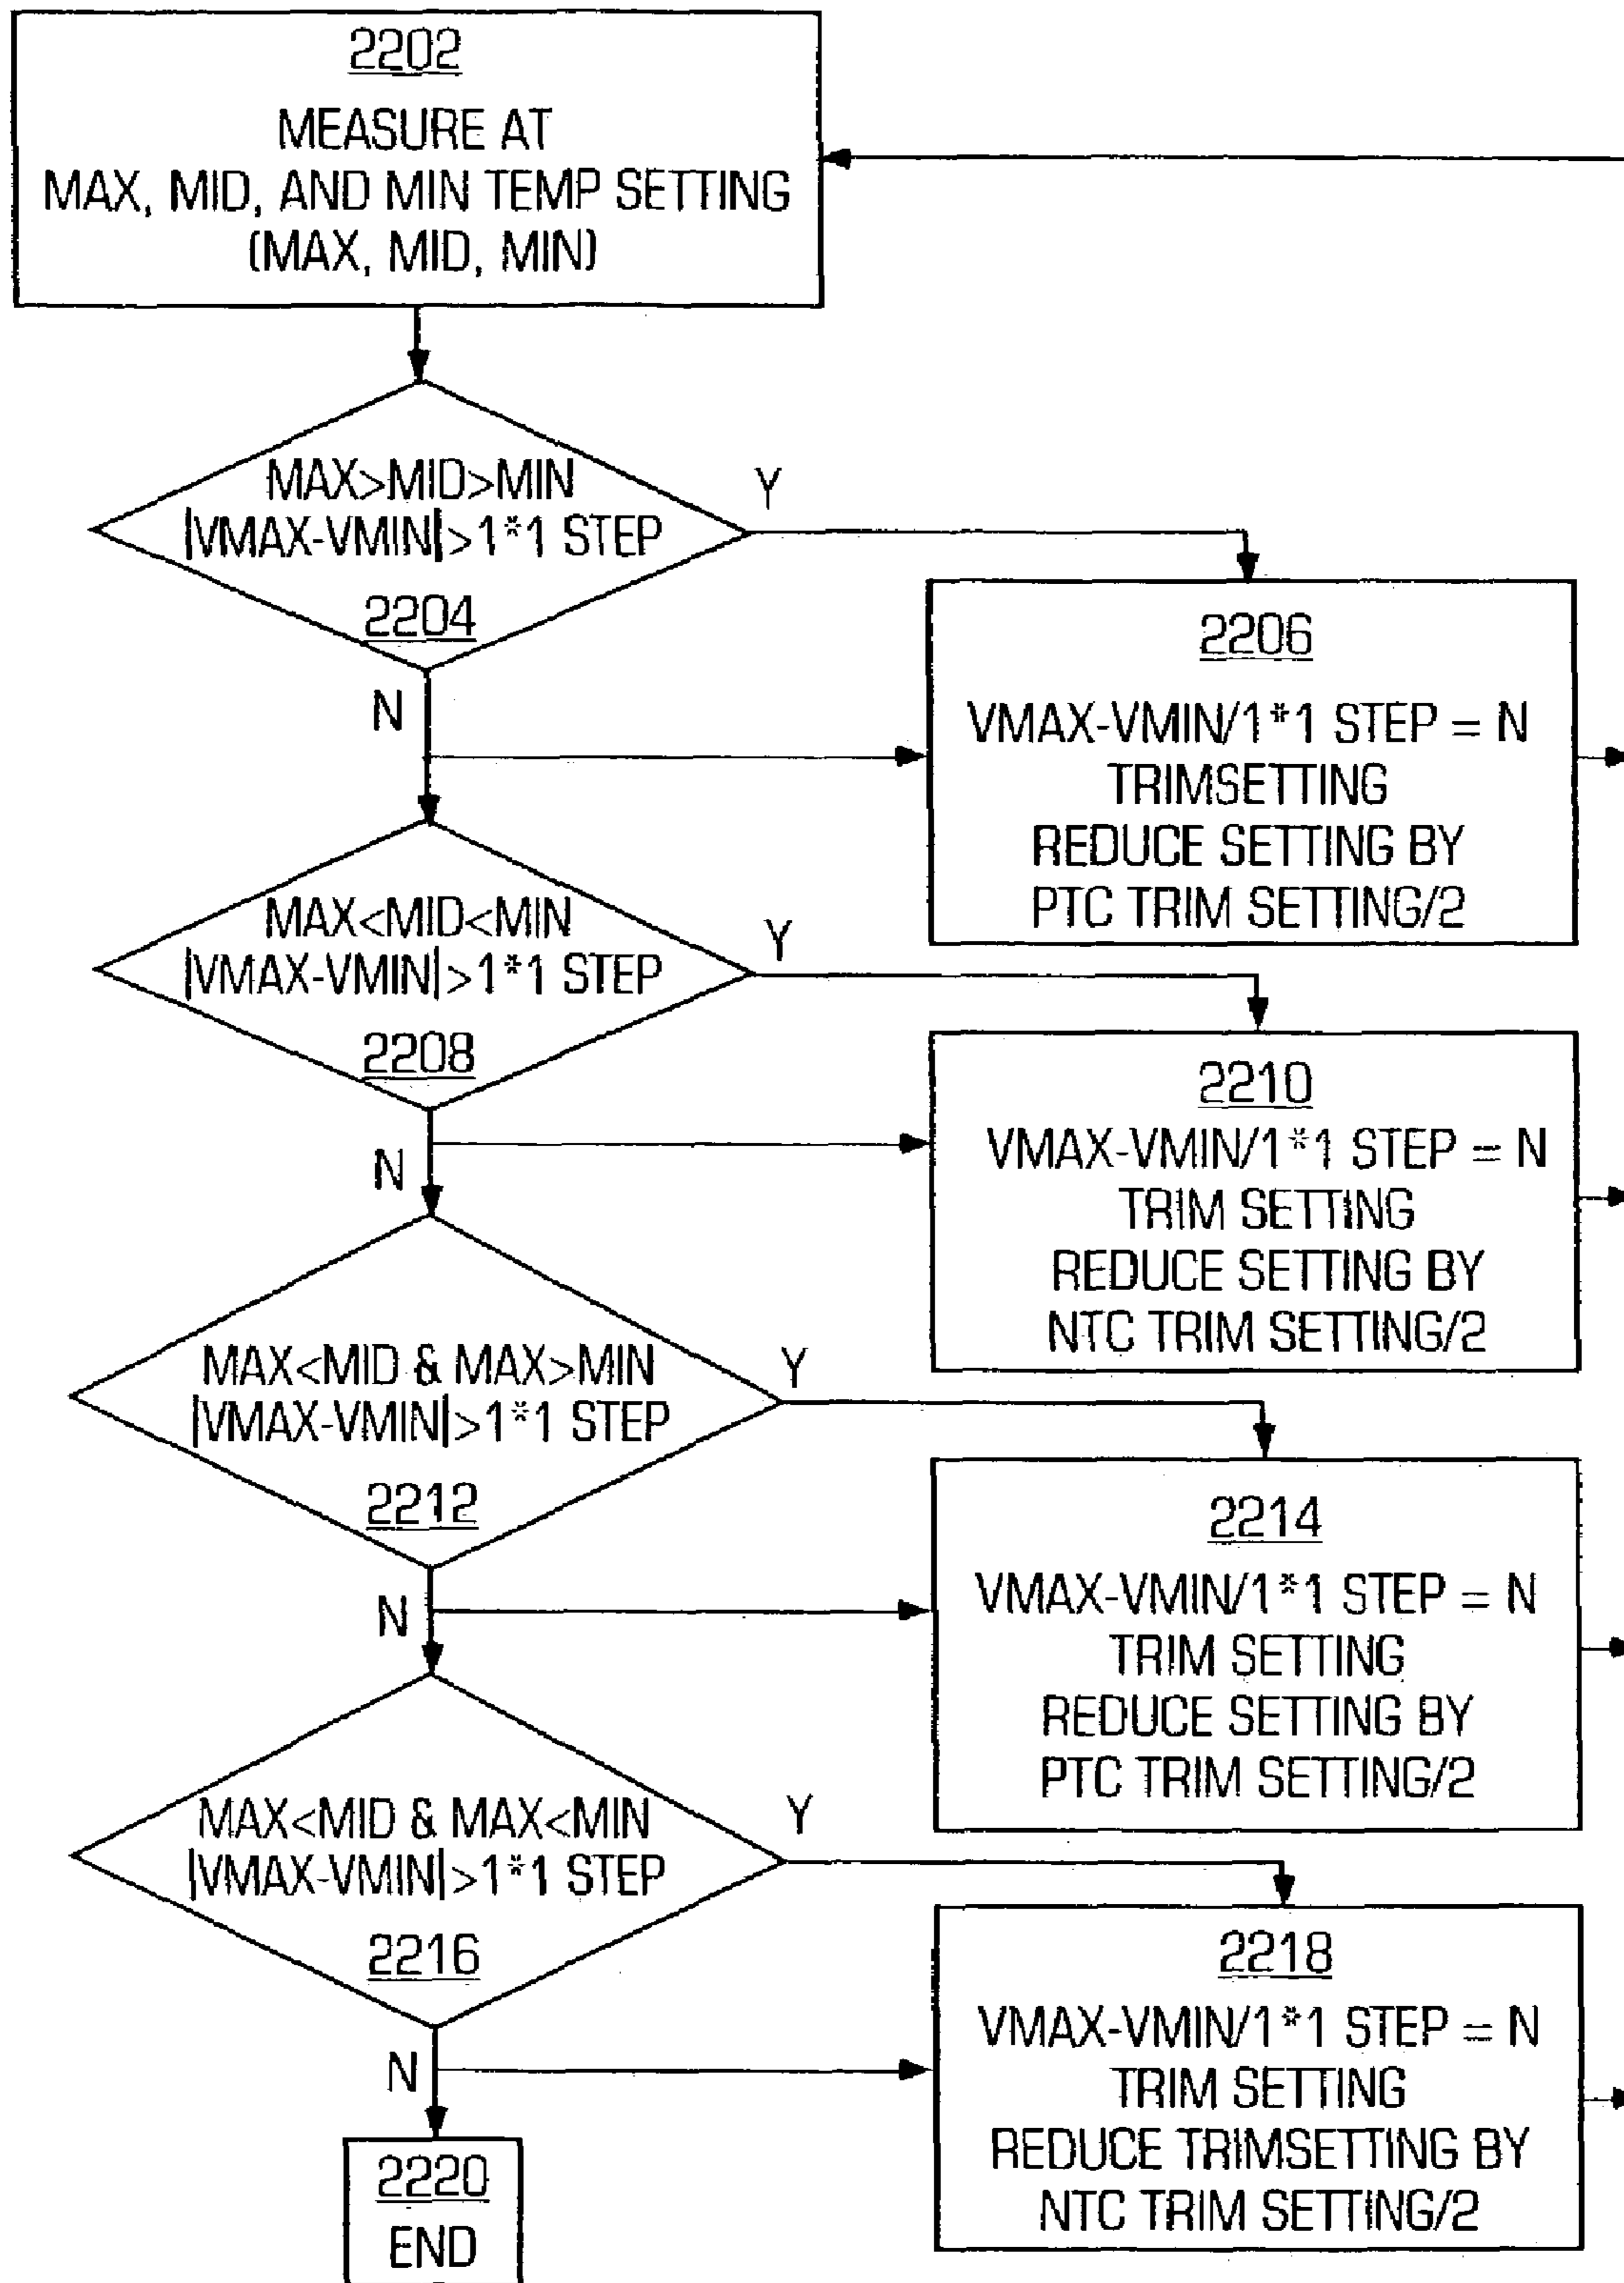 2202
MEASURE AT
MAX, MID, AND MIN TEMP SETTING
(MAX, MID, MIN)
MAX>MID>MIN
|VMAX-VMIN|>1*1 STEP
2204
Y
N
2206
VMAX-VMIN/1*1 STEP = N
TRIMSETTING
REDUCE SETTING BY
PTC TRIM SETTING/2
MAX<MID<MIN
|VMAX-VMIN|>1*1 STEP
2208
Y
N
2210
VMAX-VMIN/1*1 STEP = N
TRIM SETTING
REDUCE SETTING BY
NTC TRIM SETTING/2
MAX<MID & MAX>MIN
|VMAX-VMIN|>1*1 STEP
2212
Y
N
2214
VMAX-VMIN/1*1 STEP = N
TRIM SETTING
REDUCE SETTING BY
PTC TRIM SETTING/2
MAX<MID & MAX<MIN
|VMAX-VMIN|>1*1 STEP
2216
Y
N
2218
VMAX-VMIN/1*1 STEP = N
TRIM SETTING
REDUCE TRIMSETTING BY
NTC TRIM SETTING/2
2220
END